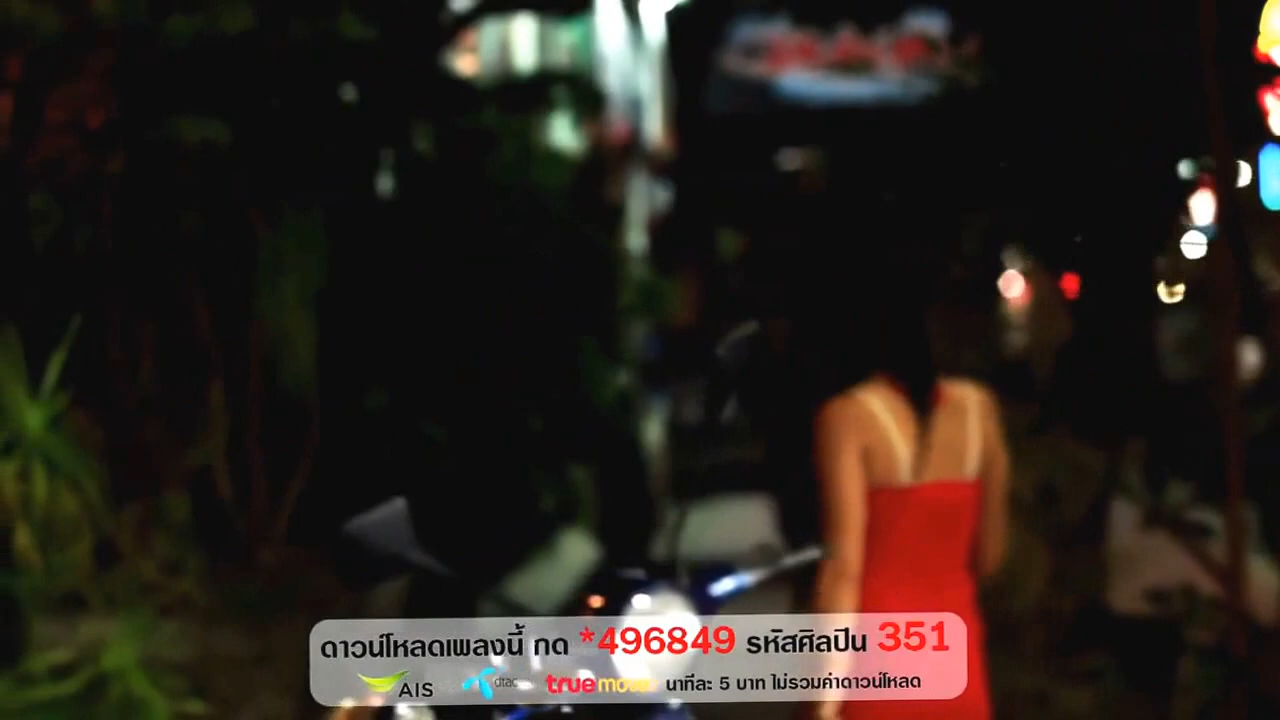 ดาวน์โหลดเพลงนี้ กด *496849 รหัสศิลปิน 351
AIS dtac truemove นาทีละ 5 บาท ไม่รวมค่าดาวน์โหลด